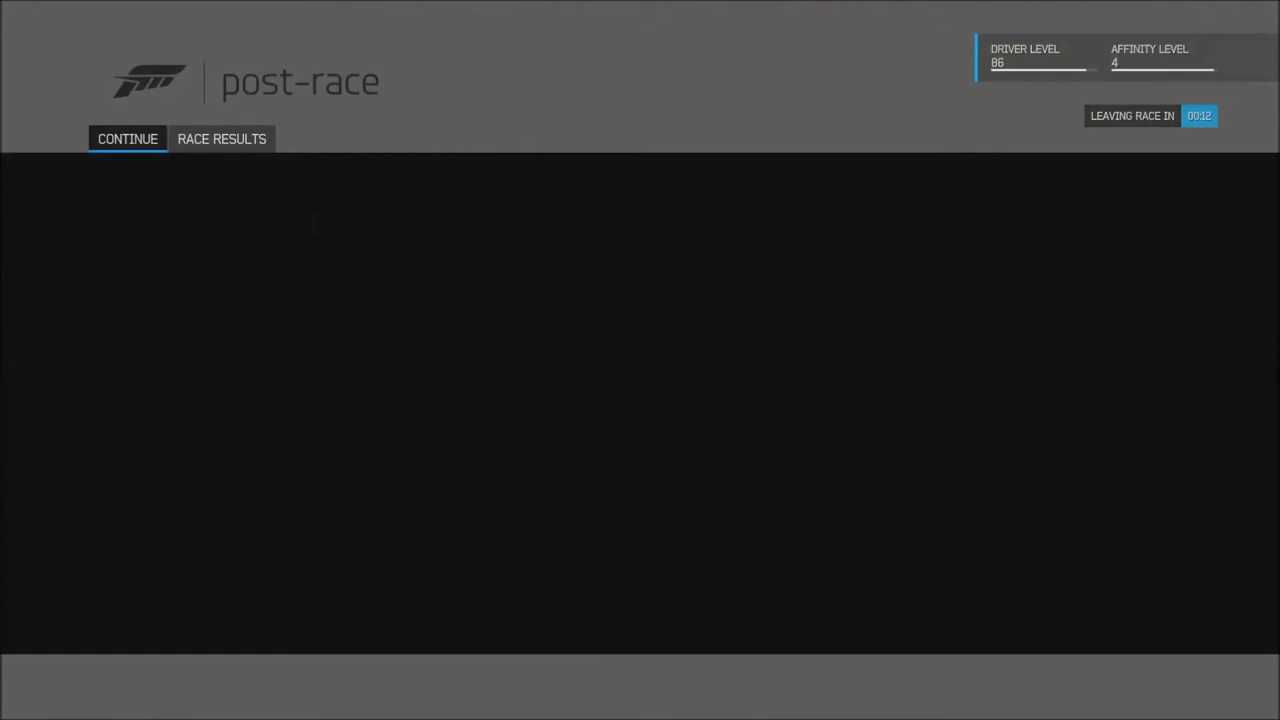 post-race
DRIVER LEVEL
86
AFFINITY LEVEL
4
LEAVING RACE IN 00:12
CONTINUE
RACE RESULTS